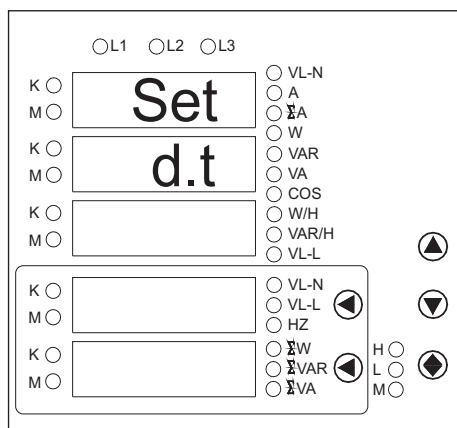 L1 L2 L3
K
M
Set
VL-N
A
ΣA
W
K
M
d.t
VAR
VA
COS
K
M
W/H
VAR/H
VL-L
K
M
VL-N
VL-L
HZ
K
M
ΣW
ΣVAR
ΣVA
H
L
M